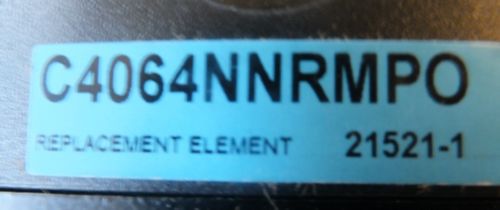 C4064NNRMPO
REPLACEMENT ELEMENT 21521-1